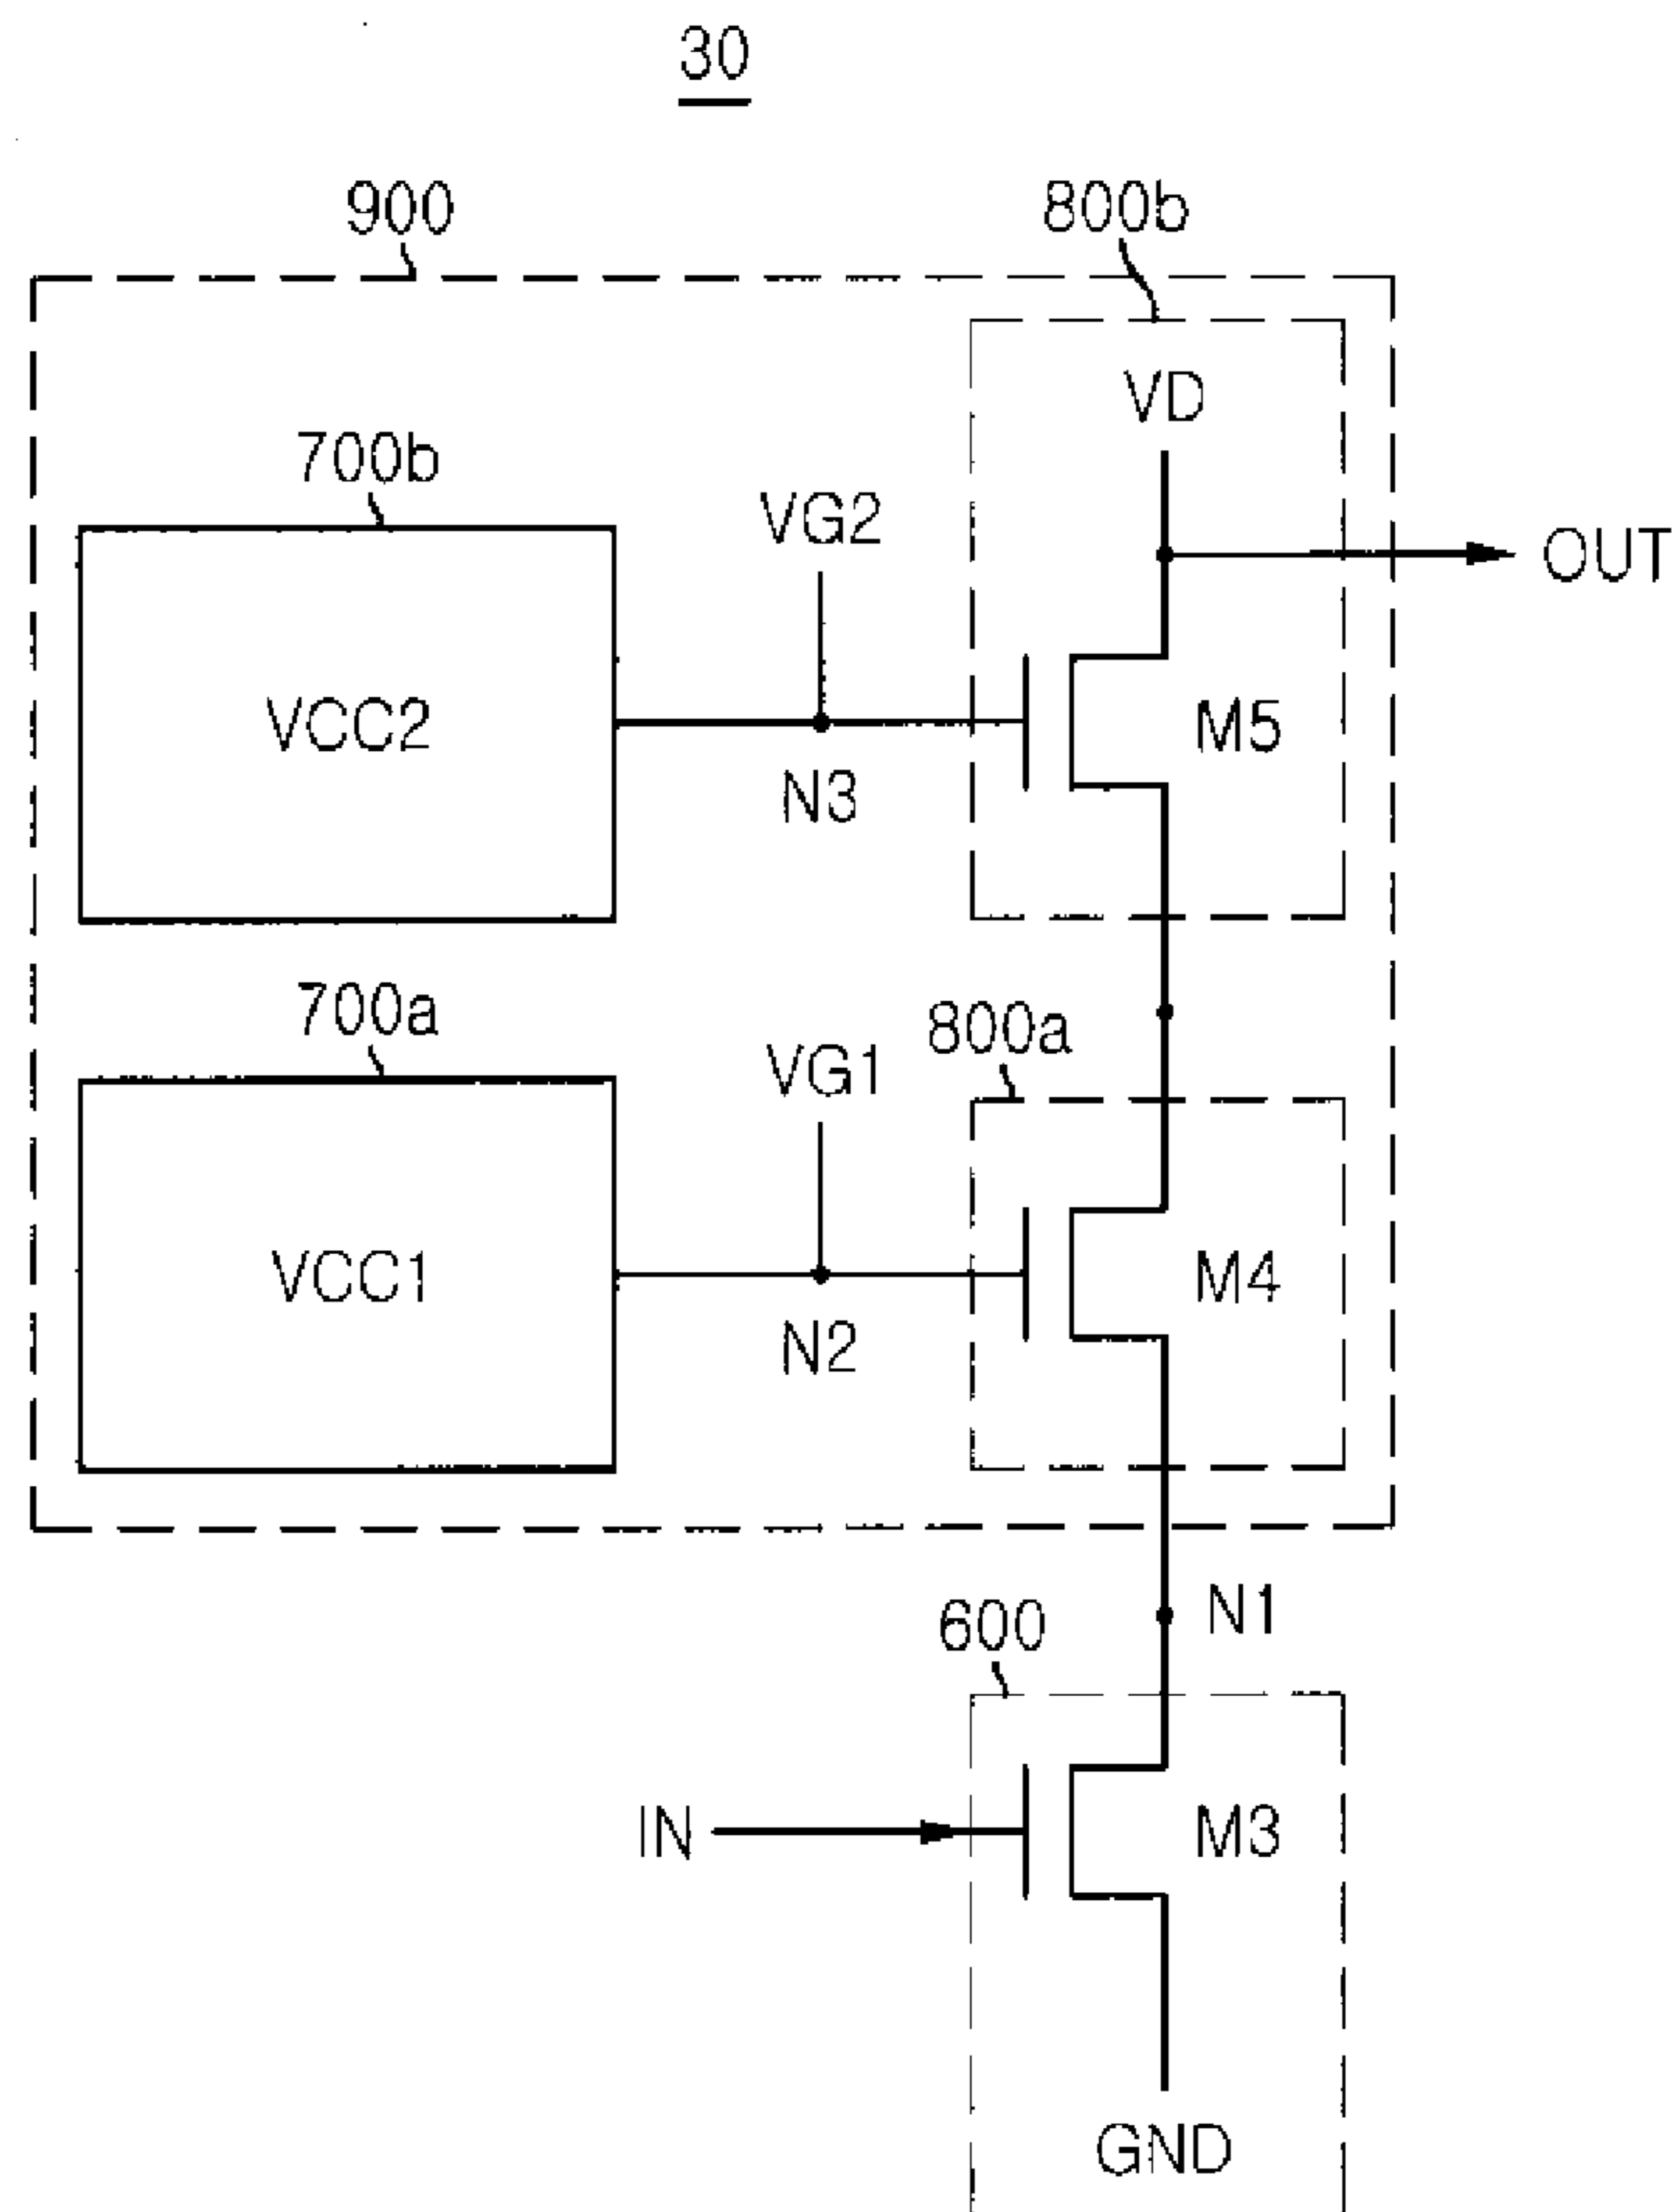 30
900
800b
VD
700b
VG2
OUT
VCC2
M5
N3
700a
800a
VG1
VCC1
M4
N2
N1
600
IN
M3
GND